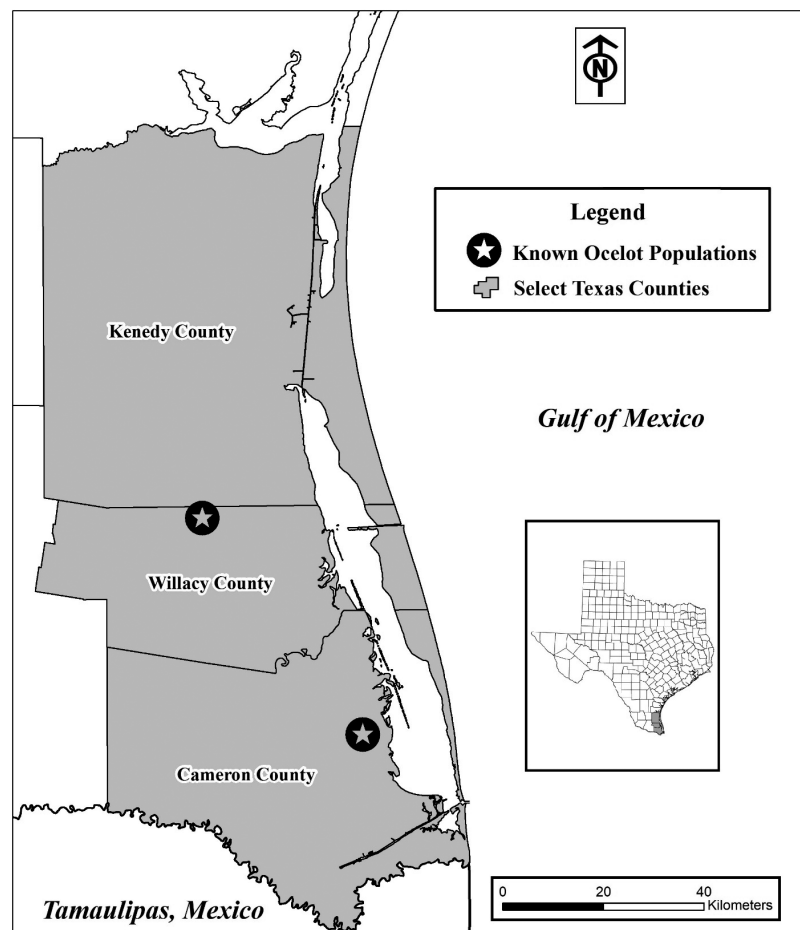 N
Legend
Known Ocelot Populations
Select Texas Counties
Kenedy County
Gulf of Mexico
Willacy County
Cameron County
Tamaulipas, Mexico
0 20 40
Kilometers